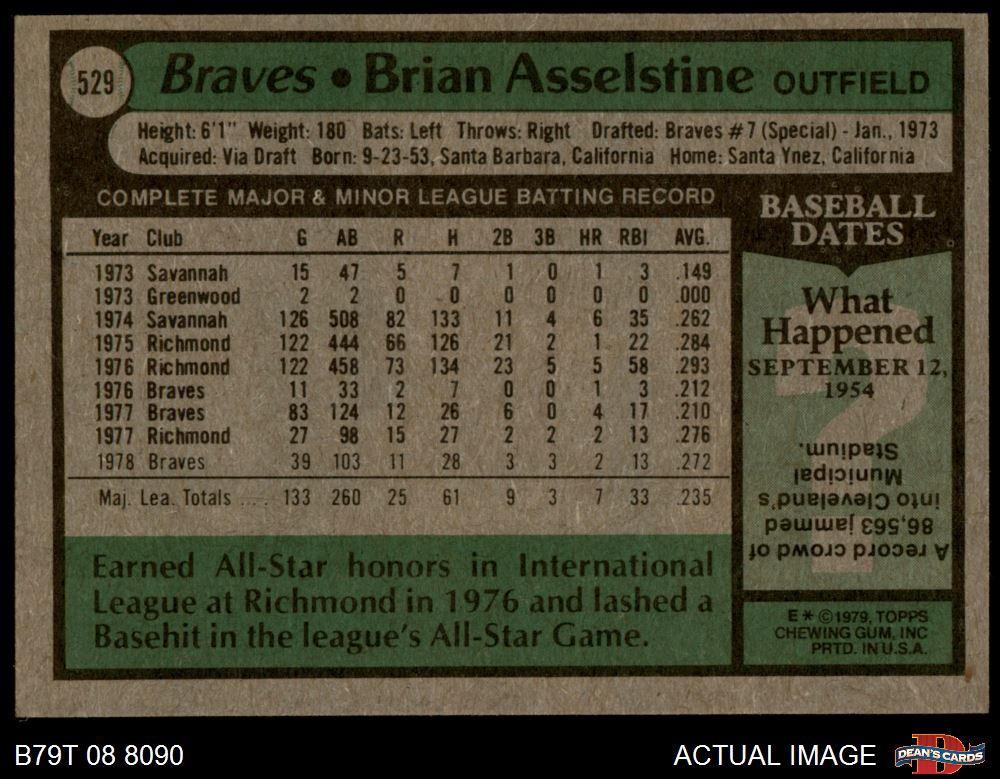 529
Braves • Brian Asselstine OUTFIELD
Height: 6'1" Weight: 180 Bats: Left Throws: Right Drafted: Braves #7 (Special) - Jan., 1973
Acquired: Via Draft Born: 9-23-53, Santa Barbara, California Home: Santa Ynez, California
COMPLETE MAJOR & MINOR LEAGUE BATTING RECORD
Year Club G AB R H 2B 3B HR RBI AVG.
1973 Savannah 15 47 5 7 1 0 1 3 .149
1973 Greenwood 2 2 0 0 0 0 0 0 .000
1974 Savannah 126 508 82 133 11 4 6 35 .262
1975 Richmond 122 444 66 126 21 2 1 22 .284
1976 Richmond 122 458 73 134 23 5 5 58 .293
1976 Braves 11 33 2 7 0 0 1 3 .212
1977 Braves 83 124 12 26 6 0 4 17 .210
1977 Richmond 27 98 15 27 2 2 2 13 .276
1978 Braves 39 103 11 28 3 3 2 13 .272
Maj. Lea. Totals .... 133 260 25 61 9 3 7 33 .235
Earned All-Star honors in International
League at Richmond in 1976 and lashed a
Basehit in the league's All-Star Game.
BASEBALL
DATES
What
Happened
SEPTEMBER 12,
1954
?
A record crowd of
86,563 jammed
into Cleveland's
Municipal
Stadium.
E * © 1979, TOPPS
CHEWING GUM, INC
PRTD. IN U.S.A.
B79T 08 8090
ACTUAL IMAGE
D
DEAN'S CARDS